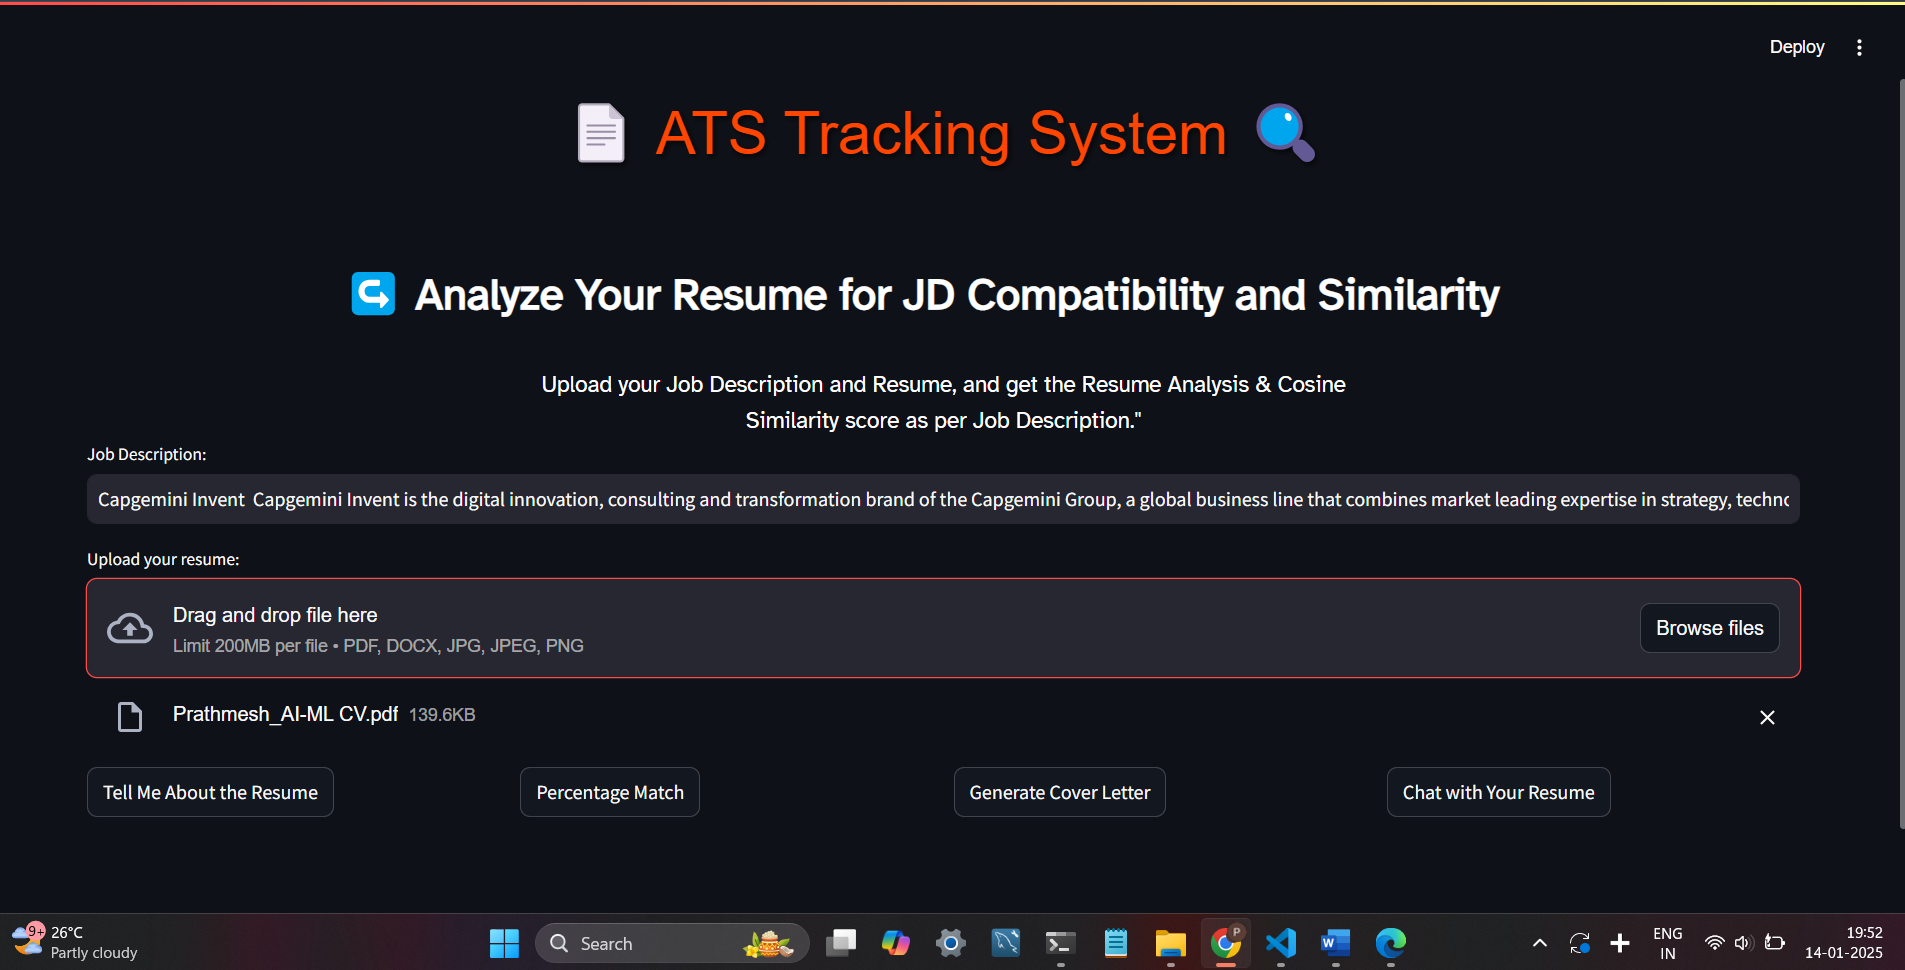 Deploy
ATS Tracking System
Analyze Your Resume for JD Compatibility and Similarity
Upload your Job Description and Resume, and get the Resume Analysis & Cosine
Similarity score as per Job Description."
Job Description:
Capgemini Invent  Capgemini Invent is the digital innovation, consulting and transformation brand of the Capgemini Group, a global business line that combines market leading expertise in strategy, techno
Upload your resume:
Drag and drop file here
Limit 200MB per file • PDF, DOCX, JPG, JPEG, PNG
Browse files
Prathmesh_AI-ML CV.pdf 139.6KB
Tell Me About the Resume
Percentage Match
Generate Cover Letter
Chat with Your Resume
9+
26°C
Partly cloudy
Search
P
W
ENG
IN
19:52
14-01-2025